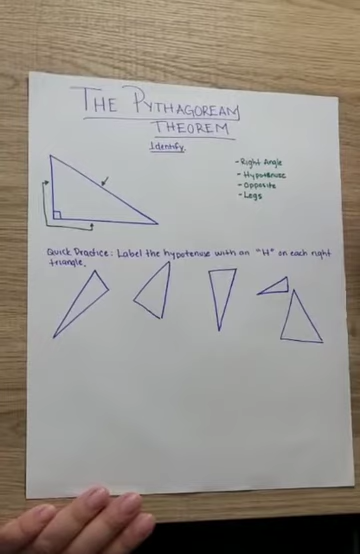 THE PYTHAGOREAN
THEOREM
Identify
- Right Angle
- Hypotenuse
- Opposite
- Legs
Quick Practice: Label the hypotenuse with an "H" on each right
triangle.